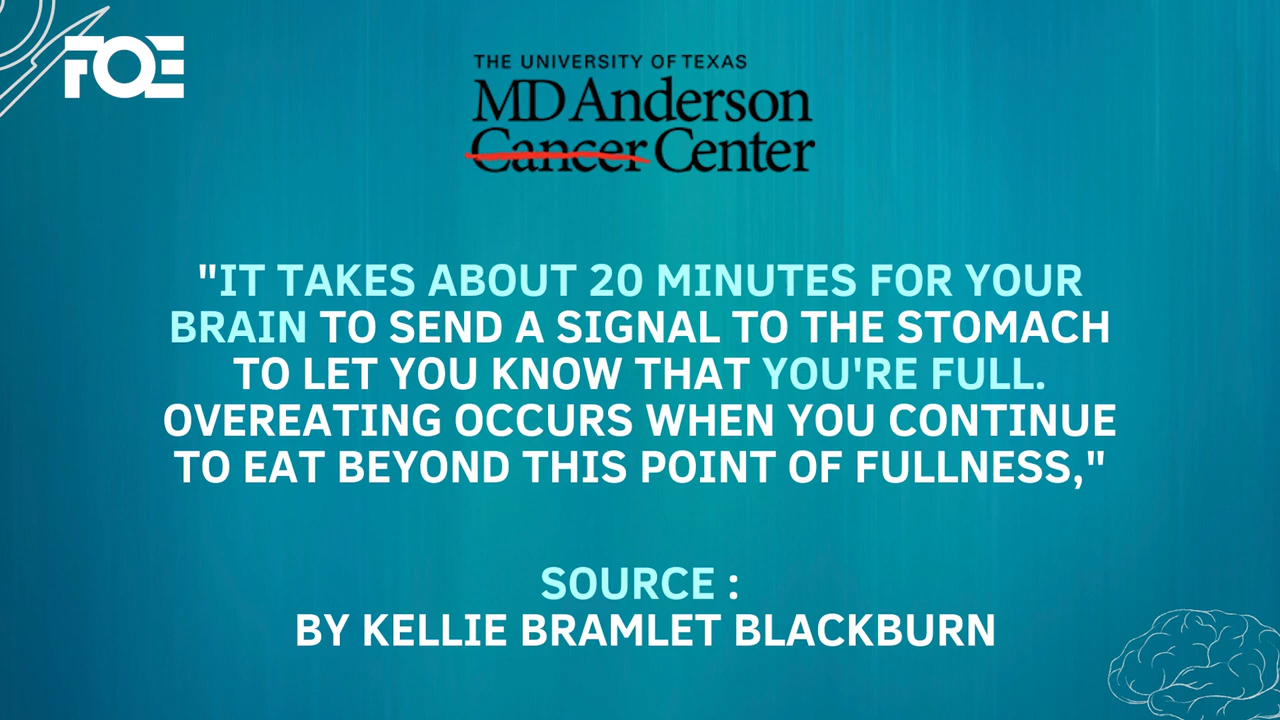 FOE
THE UNIVERSITY OF TEXAS
MD Anderson
Cancer Center
"IT TAKES ABOUT 20 MINUTES FOR YOUR
BRAIN TO SEND A SIGNAL TO THE STOMACH
TO LET YOU KNOW THAT YOU'RE FULL.
OVEREATING OCCURS WHEN YOU CONTINUE
TO EAT BEYOND THIS POINT OF FULLNESS,"
SOURCE :
BY KELLIE BRAMLET BLACKBURN